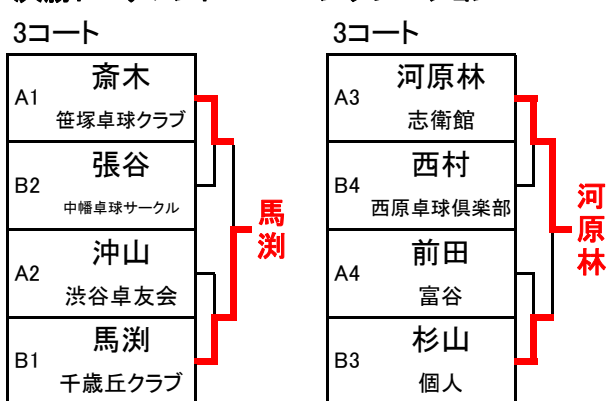 3コート
A1
斎木
笹塚卓球クラブ
B2
張谷
中幡卓球サークル
A2
沖山
渋谷卓友会
B1
馬渕
千歳丘クラブ
馬渕
3コート
A3
河原林
志衛館
B4
西村
西原卓球倶楽部
A4
前田
富谷
B3
杉山
個人
河原林